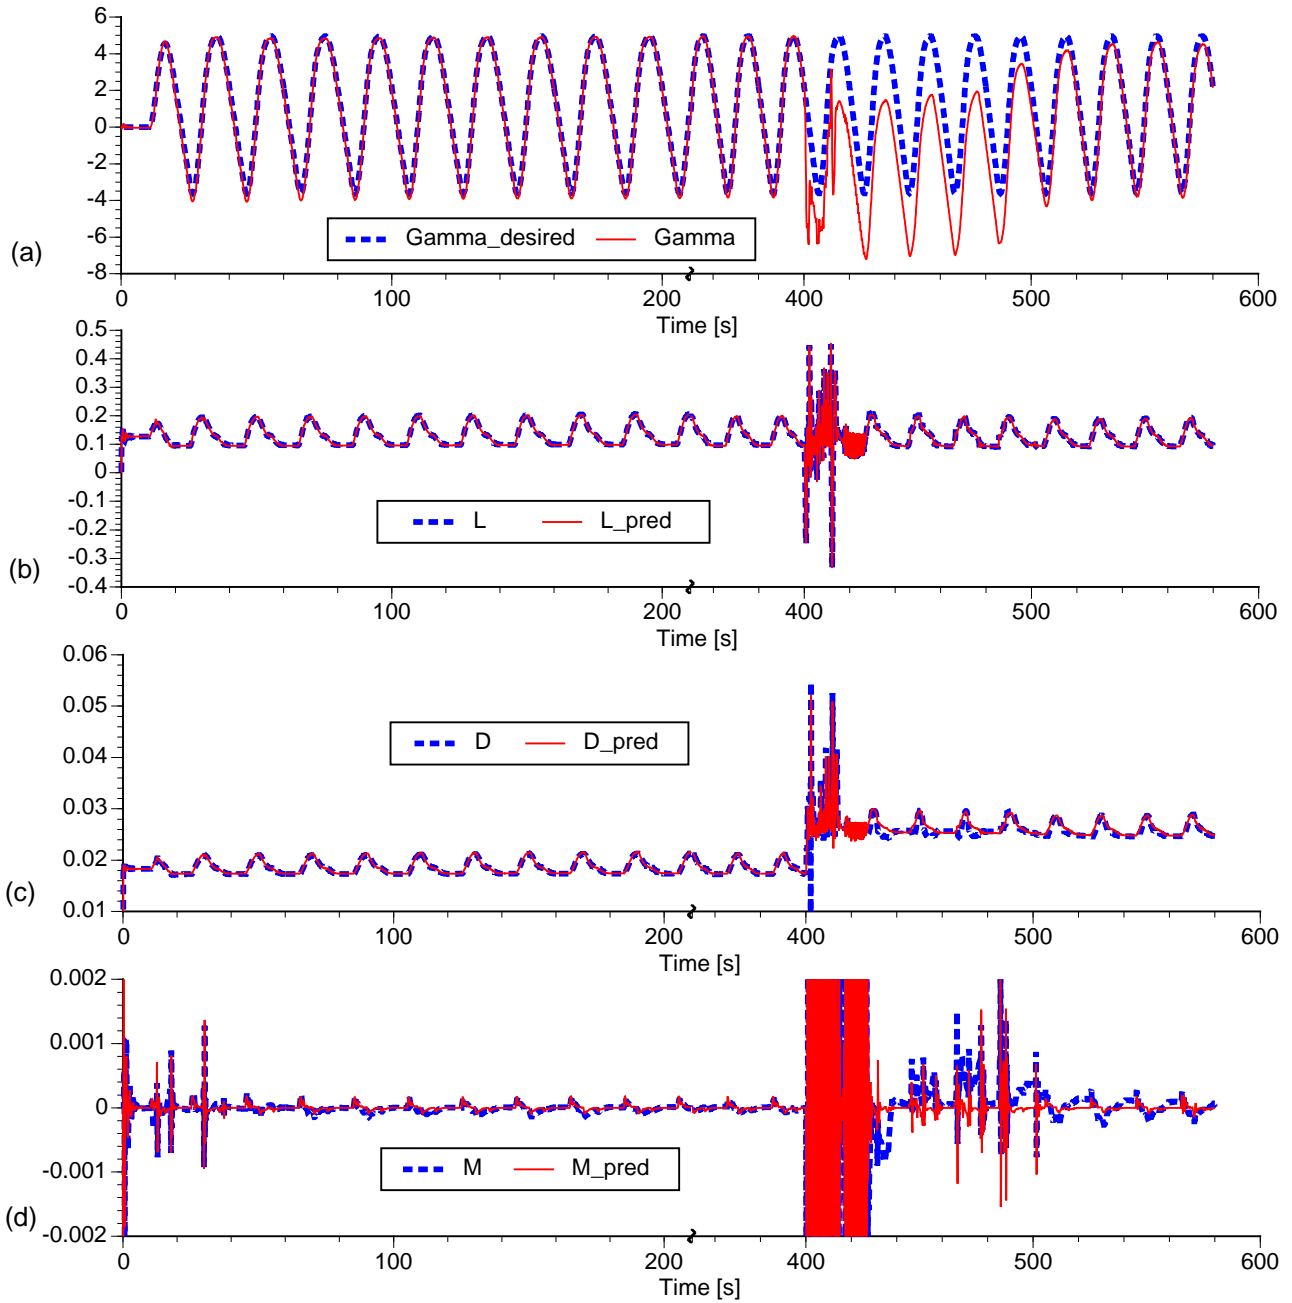 6
4
2
0
-2
-4
-6
-8
(a)
Gamma_desired Gamma
0 100 200 400 500 600
Time [s]
0.5
0.4
0.3
0.2
0.1
0
-0.1
-0.2
-0.3
-0.4
(b)
L L_pred
0 100 200 400 500 600
Time [s]
0.06
0.05
0.04
0.03
0.02
0.01
(c)
D D_pred
0 100 200 400 500 600
Time [s]
0.002
0.001
0
-0.001
-0.002
(d)
M M_pred
0 100 200 400 500 600
Time [s]